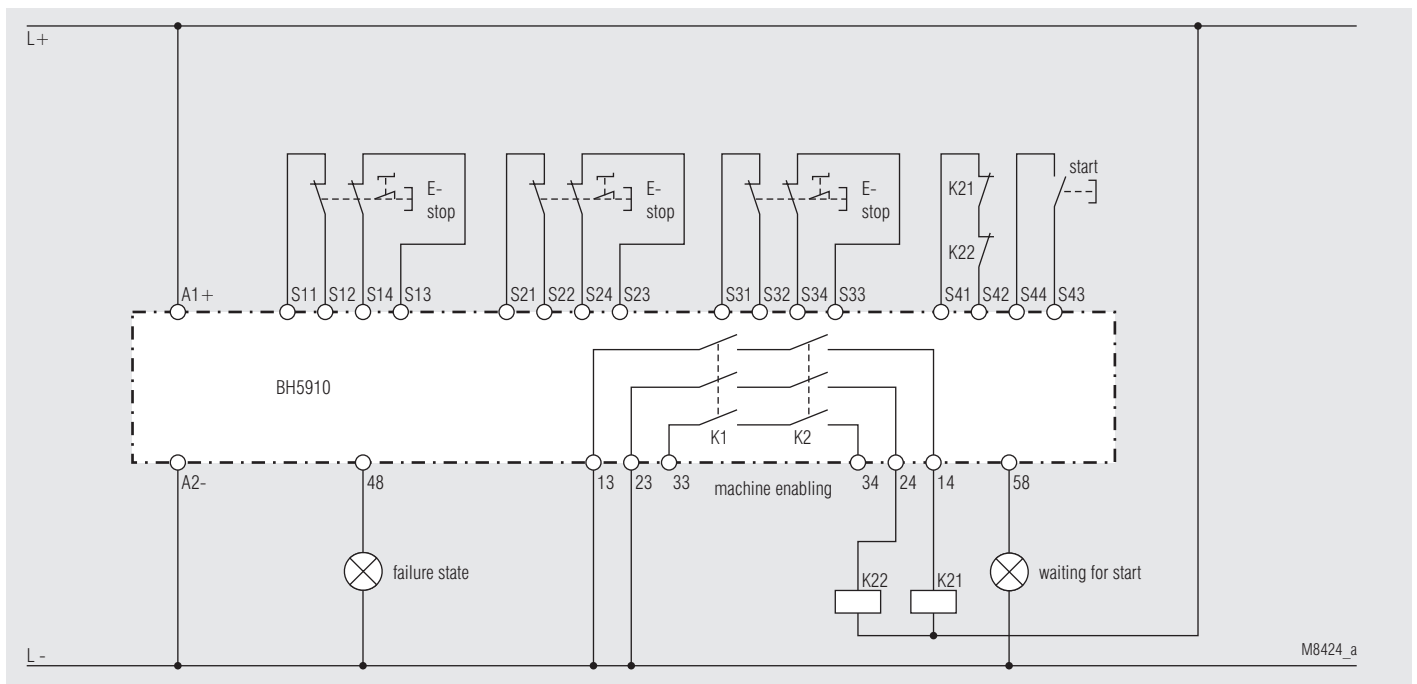 L+
start
K21
E-
stop
E-
stop
E-
stop
K22
A1+
S11
S12
S14
S13
S21
S22
S24
S23
S31
S32
S34
S33
S41
S42
S44
S43
BH5910
K1
K2
A2-
48
13
23
33
machine enabling
34
24
14
58
failure state
K22
K21
waiting for start
L -
M8424_a